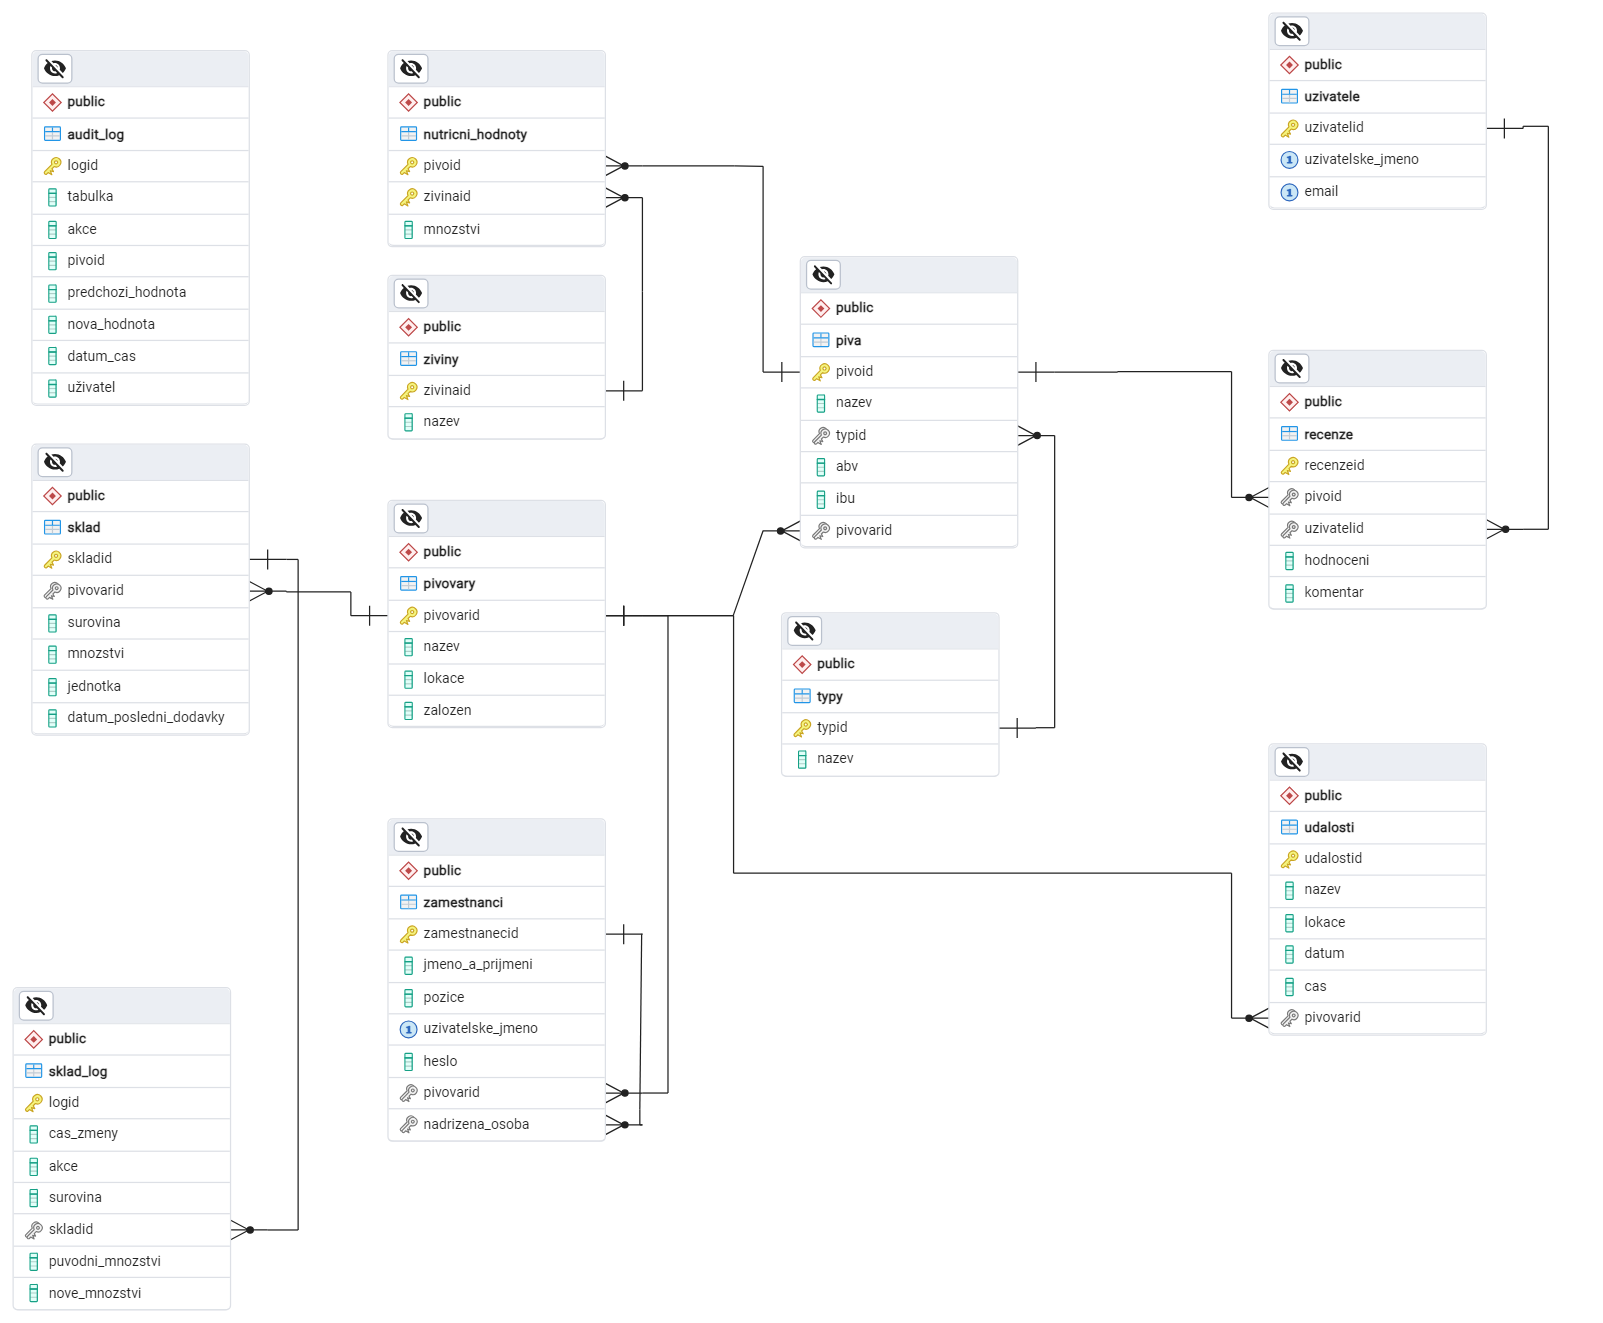 public
audit_log
logid
tabulka
akce
pivoid
predchozi_hodnota
nova_hodnota
datum_cas
uživatel
public
sklad
skladid
pivovarid
surovina
mnozstvi
jednotka
datum_posledni_dodavky
public
sklad_log
logid
cas_zmeny
akce
surovina
skladid
puvodni_mnozstvi
nove_mnozstvi
public
nutricni_hodnoty
pivoid
zivinaid
mnozstvi
public
ziviny
zivinaid
nazev
public
pivovary
pivovarid
nazev
lokace
zalozen
public
zamestnanci
zamestnanecid
jmeno_a_prijmeni
pozice
1 uzivatelske_jmeno
heslo
pivovarid
nadrizena_osoba
public
piva
pivoid
nazev
typid
abv
ibu
pivovarid
public
typy
typid
nazev
public
uzivatele
uzivatelid
1 uzivatelske_jmeno
1 email
public
recenze
recenzeid
pivoid
uzivatelid
hodnoceni
komentar
public
udalosti
udalostid
nazev
lokace
datum
cas
pivovarid